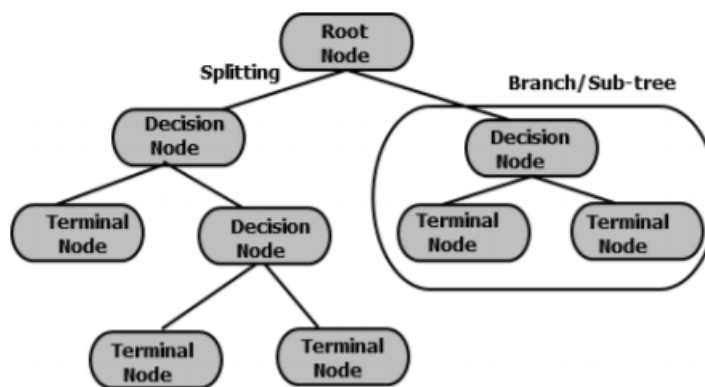 Root
Node
Splitting
Branch/Sub-tree
Decision
Node
Decision
Node
Terminal
Node
Decision
Node
Terminal
Node
Terminal
Node
Terminal
Node
Terminal
Node